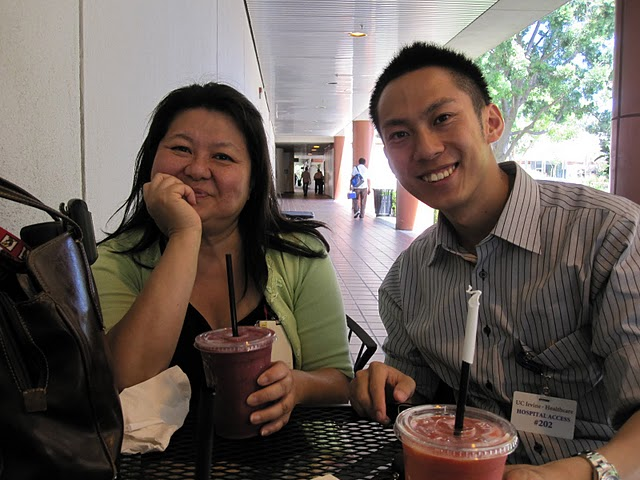 UC Irvine Healthcare
HOSPITAL ACCESS
#202